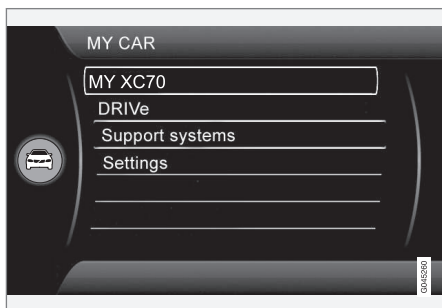 MY CAR
MY XC70
DRIVe
Support systems
Settings
G045260